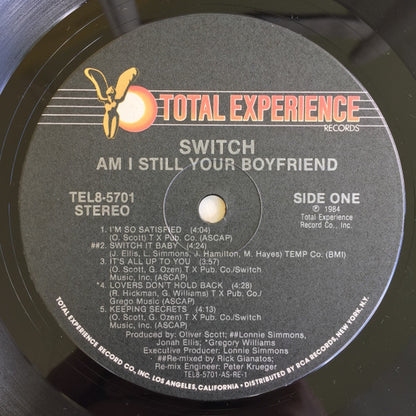 TOTAL EXPERIENCE
RECORDS
SWITCH
AM I STILL YOUR BOYFRIEND
TEL8-5701
STEREO
SIDE ONE
℗ 1984
Total Experience
Record Co., Inc.
1. I'M SO SATISFIED (4:04)
(O. Scott) T X Pub. Co (ASCAP)
##2. SWITCH IT BABY (4:24)
(J. Ellis, L. Simmons, J. Hamilton, M. Hayes) TEMP Co: (BMI)
3. IT'S ALL UP TO YOU (3:57)
(O. Scott, G. Ozen) T X Pub. Co./Switch
Music, Inc. (ASCAP)
*4. LOVERS DON'T HOLD BACK (4:28)
(R. Hickman, G. Williams) T X Pub. Co./
Grego Music (ASCAP)
5. KEEPING SECRETS (4:10)
(O. Scott, G. Ozen) T X Pub. Co./Switch
Music, Inc. (ASCAP)
Produced by: Oliver Scott; ##Lonnie Simmons,
Jonah Ellis; *Gregory Williams
Executive Producer: Lonnie Simmons
##Re-mixed by Rick Gianatos;
Re-mix Engineer: Peter Krueger
TEL8-5701-AS-RE-1
TOTAL EXPERIENCE RECORD CO. INC. LOS ANGELES, CALIFORNIA • DISTRIBUTED BY RCA RECORDS, NEW YORK, N.Y.